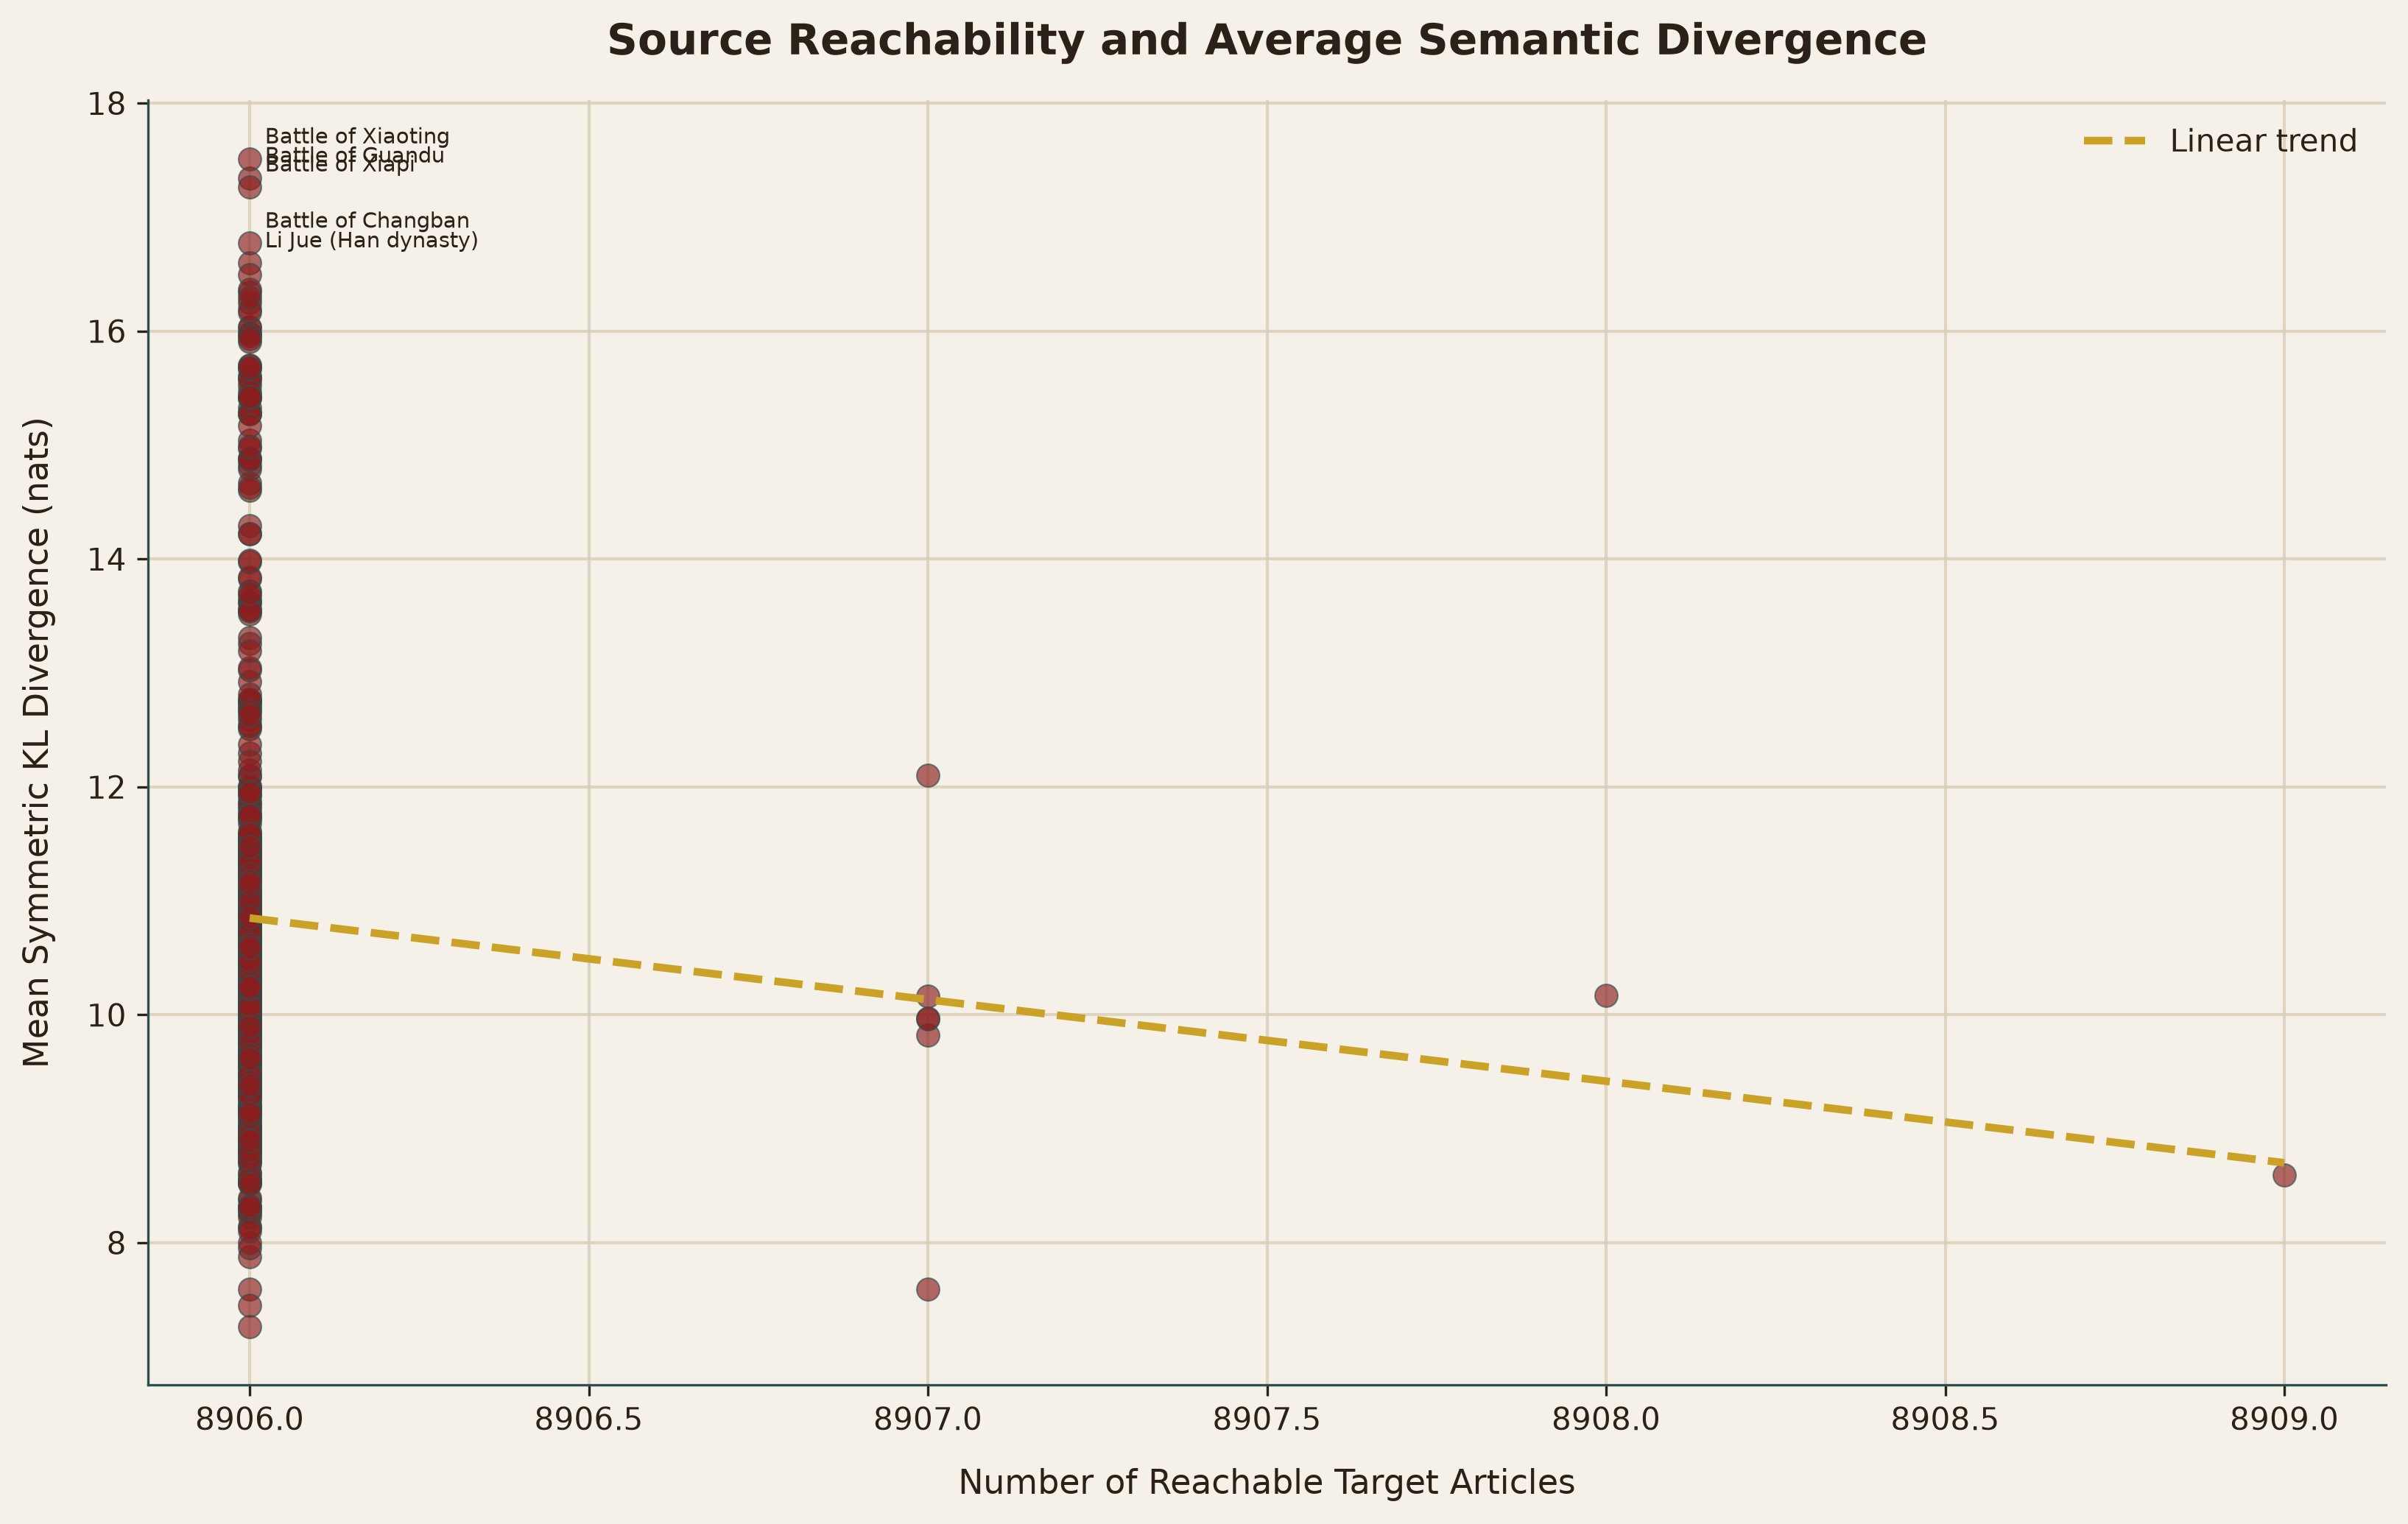 Source Reachability and Average Semantic Divergence
Mean Symmetric KL Divergence (nats)
18
16
14
12
10
8
Battle of Xiaoting
Battle of Guandu
Battle of Xiapi
Battle of Changban
Li Jue (Han dynasty)
Linear trend
8906.0
8906.5
8907.0
8907.5
8908.0
8908.5
8909.0
Number of Reachable Target Articles